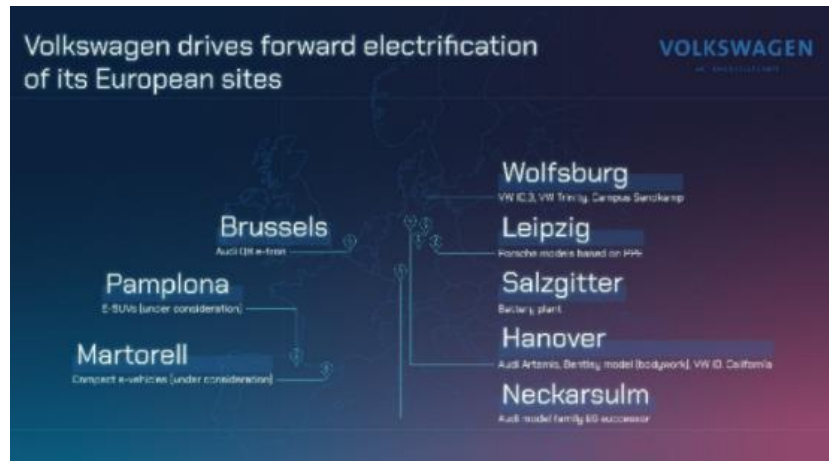 Volkswagen drives forward electrification
of its European sites
VOLKSWAGEN
AKTIENGESELLSCHAFT
Wolfsburg
VW ID.3, VW Trinity, Campus Sandkamp
Brussels
Audi Q8 e-tron
Leipzig
Porsche models based on PPE
Pamplona
E-SUVs (under consideration)
Salzgitter
Battery plant
Hanover
Audi Artemis, Bentley model (bodywork), VW ID. California
Martorell
Compact e-vehicles (under consideration)
Neckarsulm
Audi model family E6 successor